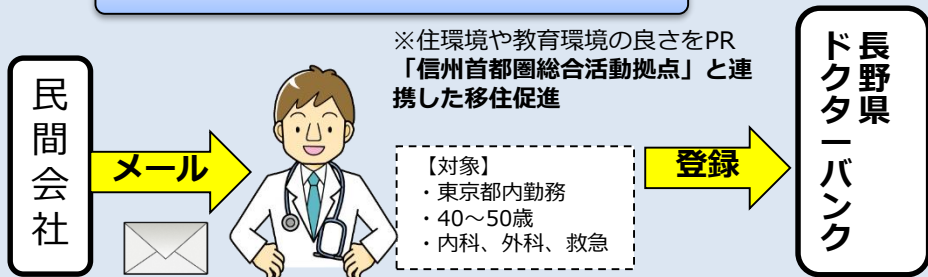 民間会社
メール
※住環境や教育環境の良さをPR
「信州首都圏総合活動拠点」と連
携した移住促進
【対象】
・東京都内勤務
・40～50歳
・内科、外科、救急
登録
長野県
ドクターバンク